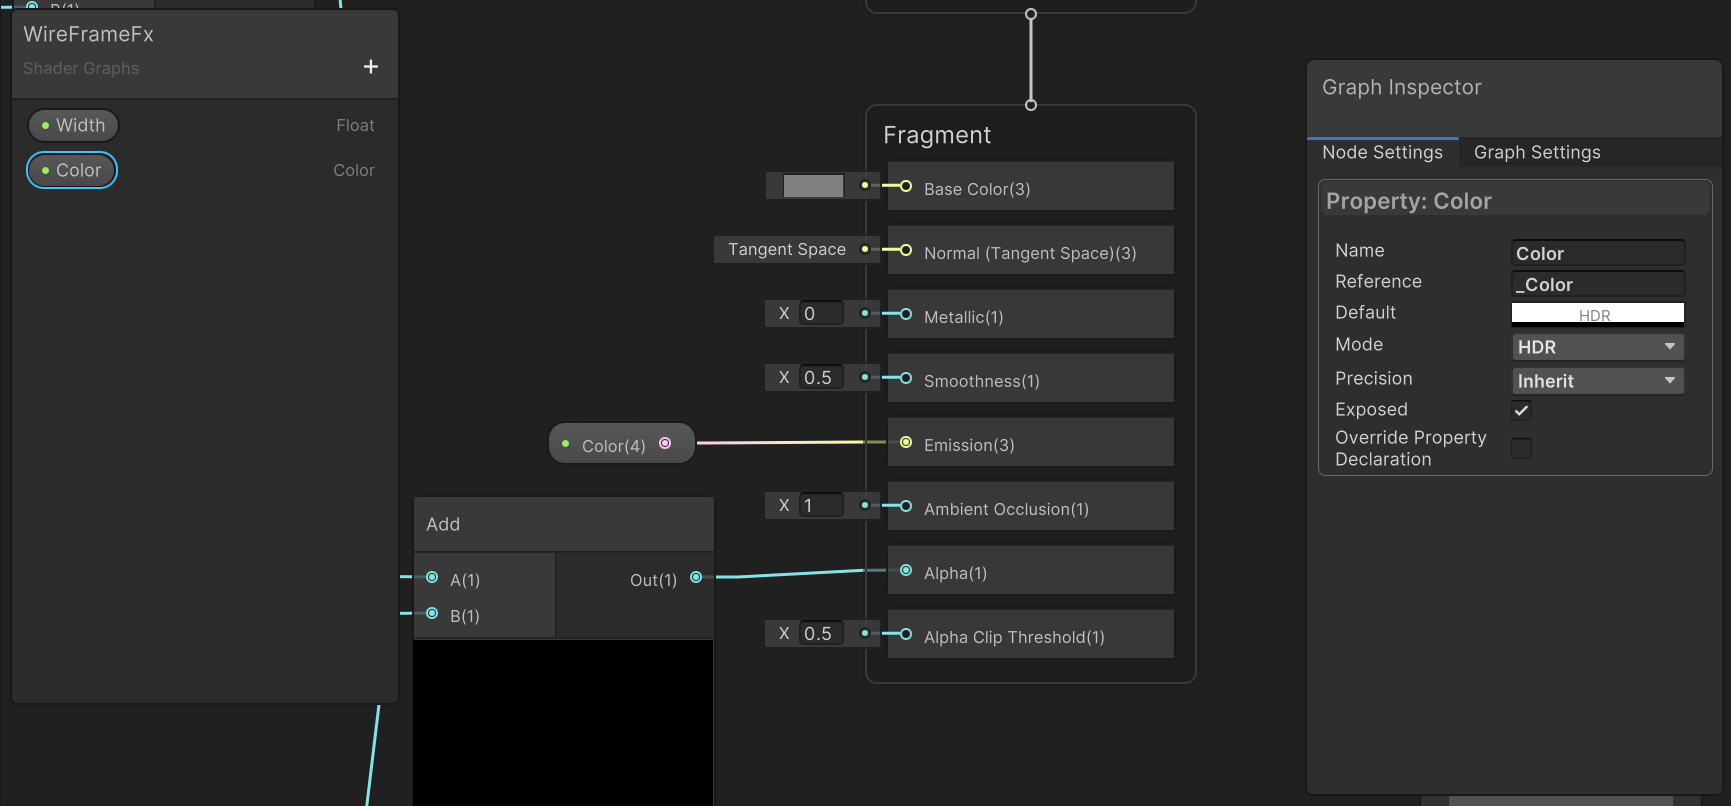 B(1)
WireFrameFx
Shader Graphs
+
Width Float
Color Color
Fragment
Base Color(3)
Tangent Space Normal (Tangent Space)(3)
X 0 Metallic(1)
X 0.5 Smoothness(1)
Color(4) Emission(3)
X 1 Ambient Occlusion(1)
Add
A(1) Out(1) Alpha(1)
B(1)
X 0.5 Alpha Clip Threshold(1)
Graph Inspector
Node Settings Graph Settings
Property: Color
Name Color
Reference _Color
Default HDR
Mode HDR
Precision Inherit
Exposed
Override Property
Declaration